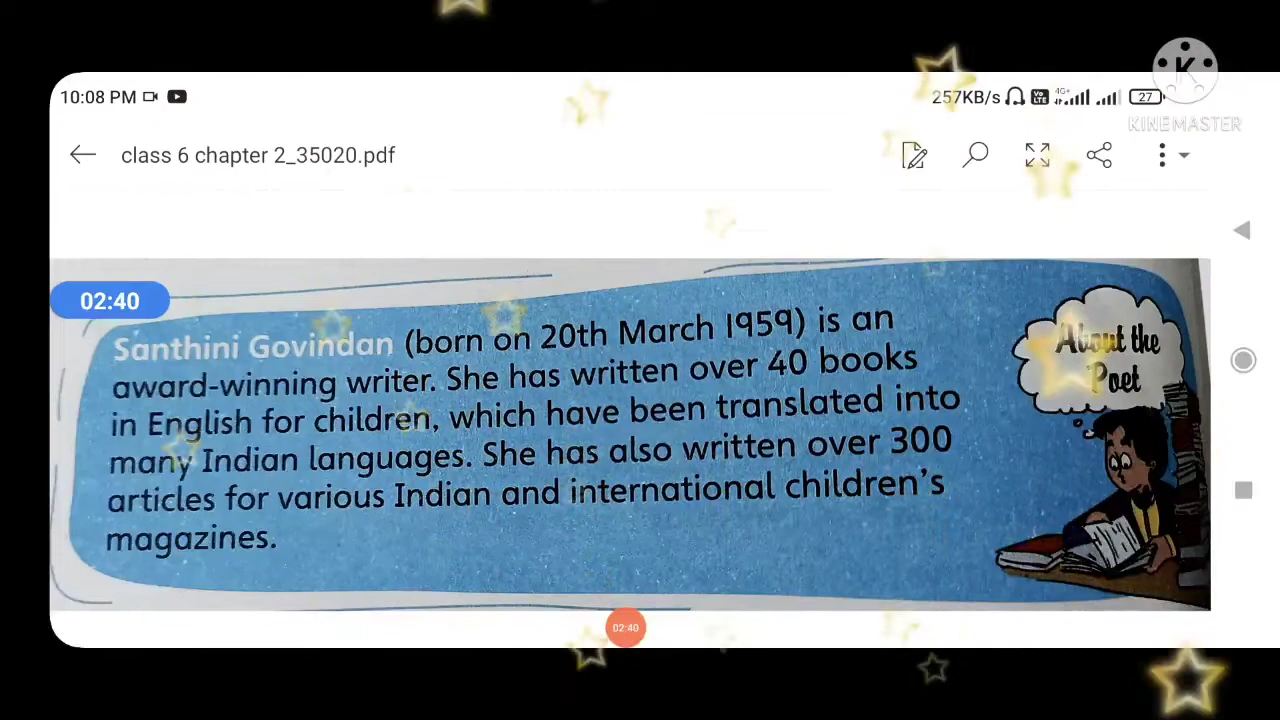 10:08 PM
257KB/s Vo LTE 4G+ 27
KINEMASTER
class 6 chapter 2_35020.pdf
02:40
Santhini Govindan (born on 20th March 1959) is an
award-winning writer. She has written over 40 books
in English for children, which have been translated into
many Indian languages. She has also written over 300
articles for various Indian and international children's
magazines.
About the
Poet
02:40